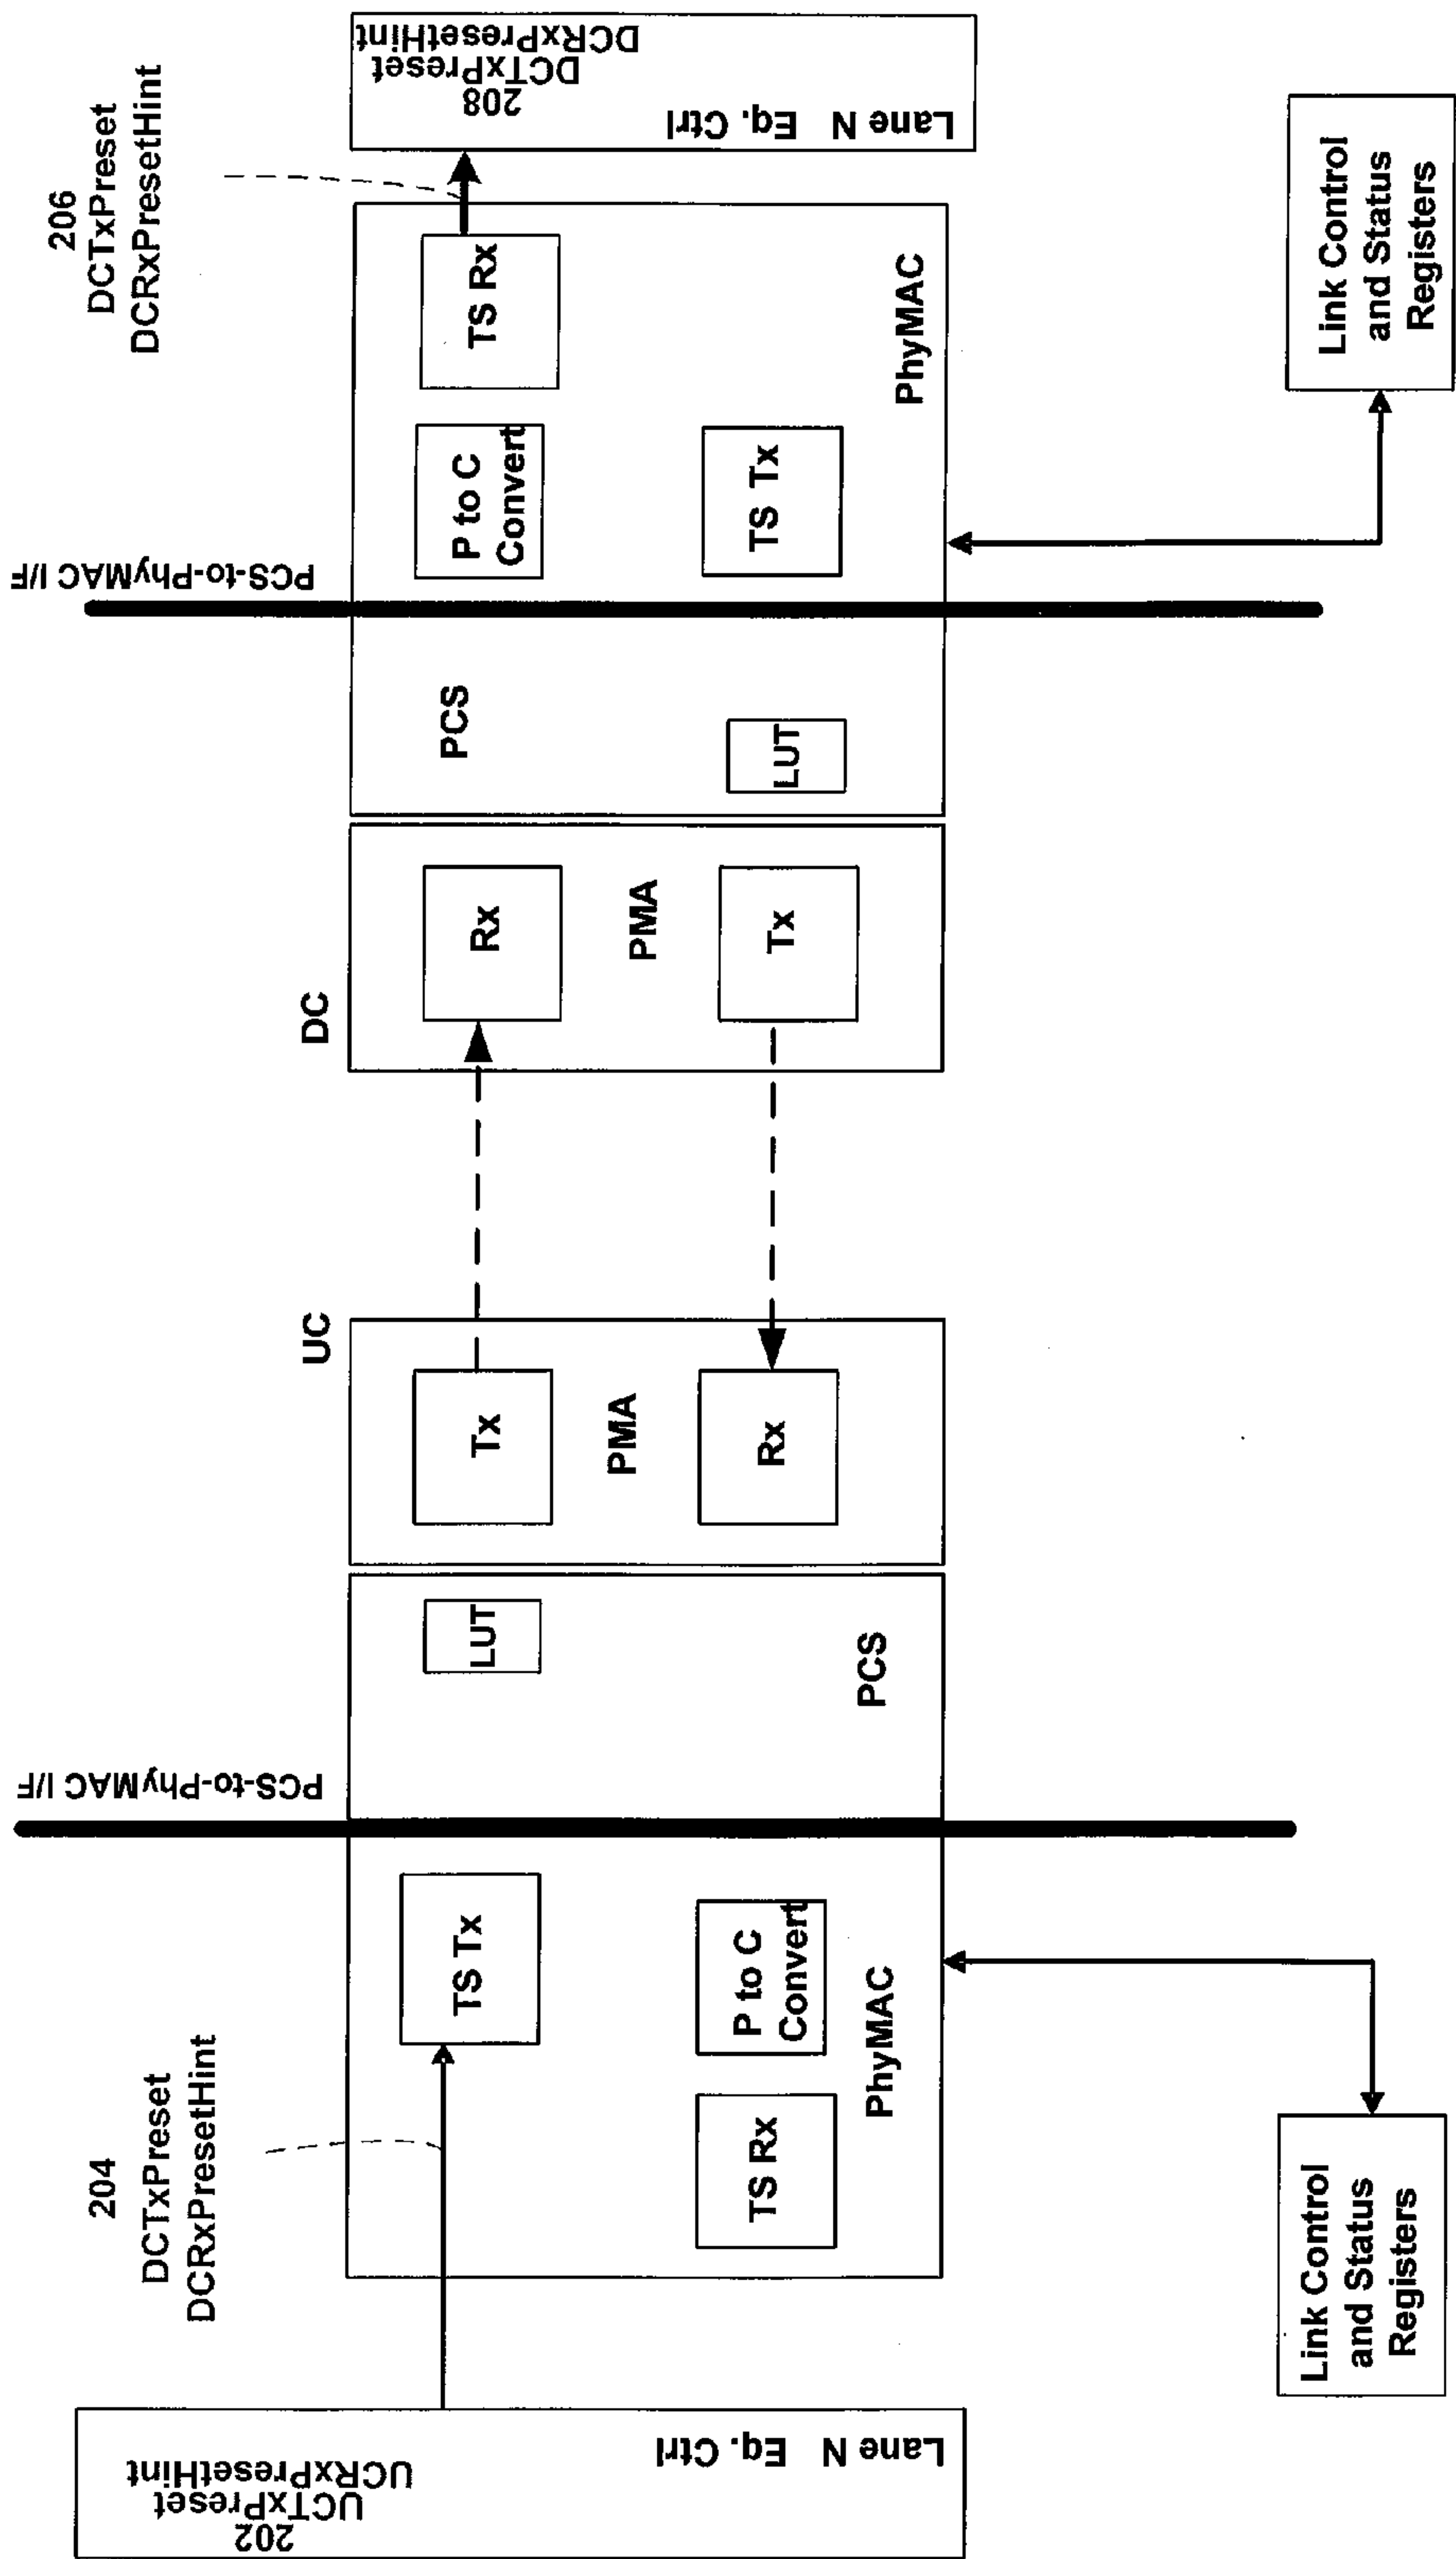 202
UCTxPreset
UCRxPresetHint
Lane N Eq. Ctrl
204
DCTxPreset
DCRxPresetHint
TS Tx
TS Rx
P to C
Convert
PhyMAC
Link Control
and Status
Registers
PCS-to-PhyMAC I/F
LUT
PCS
UC
Tx
PMA
Rx
DC
Rx
PMA
Tx
PCS
LUT
PCS-to-PhyMAC I/F
P to C
Convert
TS Rx
TS Tx
PhyMAC
Link Control
and Status
Registers
206
DCTxPreset
DCRxPresetHint
208
DCTxPreset
DCRxPresetHint
Lane N Eq. Ctrl